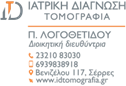 ΙΑΤΡΙΚΗ ΔΙΑΓΝΩΣΗ
ΤΟΜΟΓΡΑΦΙΑ
Π. ΛΟΓΟΘΕΤΙΔΟΥ
Διοικητική διευθύντρια
23210 83030
6939838918
Βενιζέλου 117, Σέρρες
www.idtomografia.gr